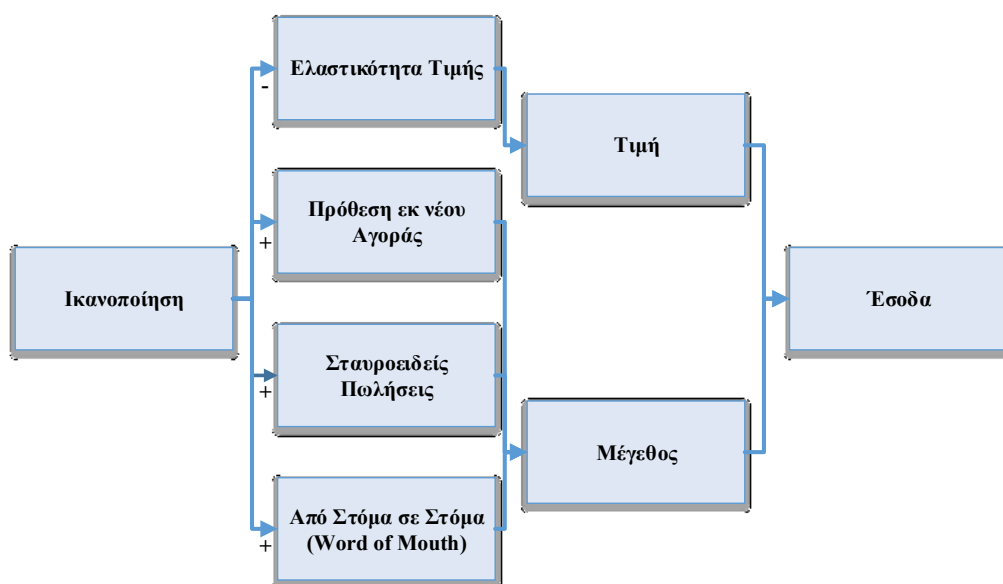 Ελαστικότητα Τιμής
-
Τιμή
Πρόθεση εκ νέου
Αγοράς
+
Ικανοποίηση
Έσοδα
Σταυροειδείς
Πωλήσεις
+
Μέγεθος
Από Στόμα σε Στόμα
(Word of Mouth)
+